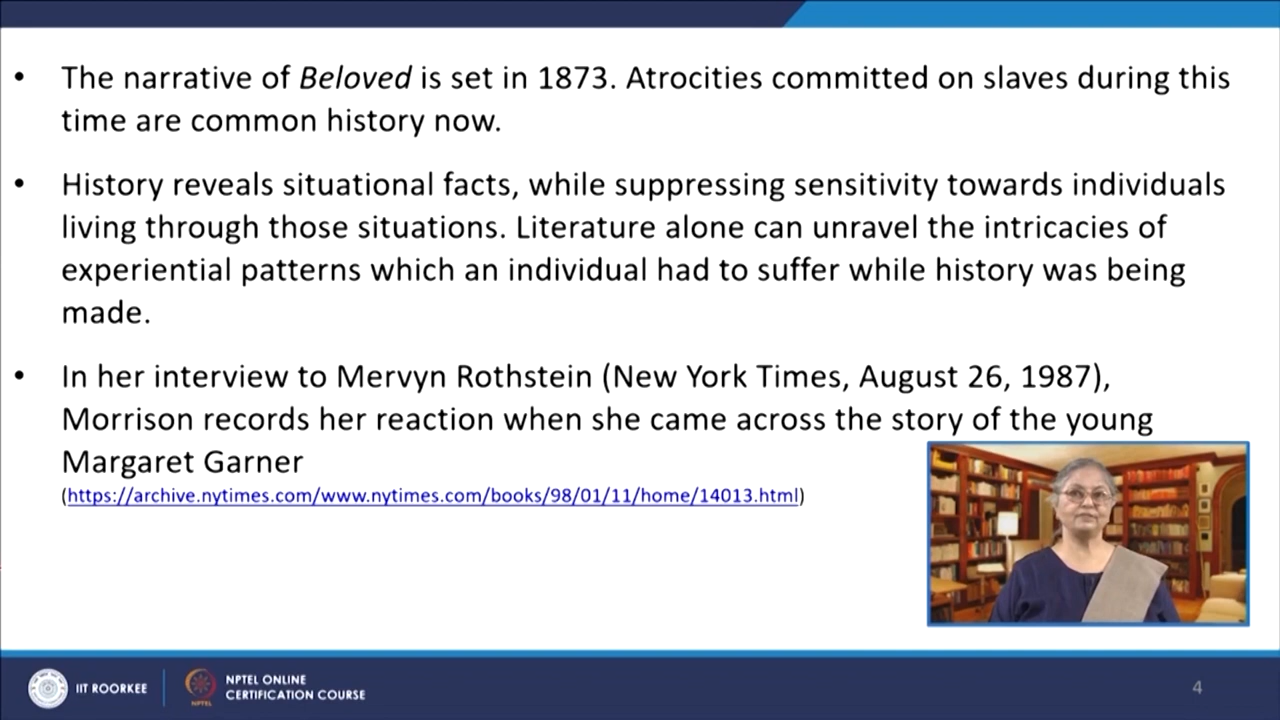 • The narrative of Beloved is set in 1873. Atrocities committed on slaves during this
time are common history now.
• History reveals situational facts, while suppressing sensitivity towards individuals
living through those situations. Literature alone can unravel the intricacies of
experiential patterns which an individual had to suffer while history was being
made.
• In her interview to Mervyn Rothstein (New York Times, August 26, 1987),
Morrison records her reaction when she came across the story of the young
Margaret Garner
(https://archive.nytimes.com/www.nytimes.com/books/98/01/11/home/14013.html)
IIT ROORKEE
NPTEL
NPTEL ONLINE
CERTIFICATION COURSE
4